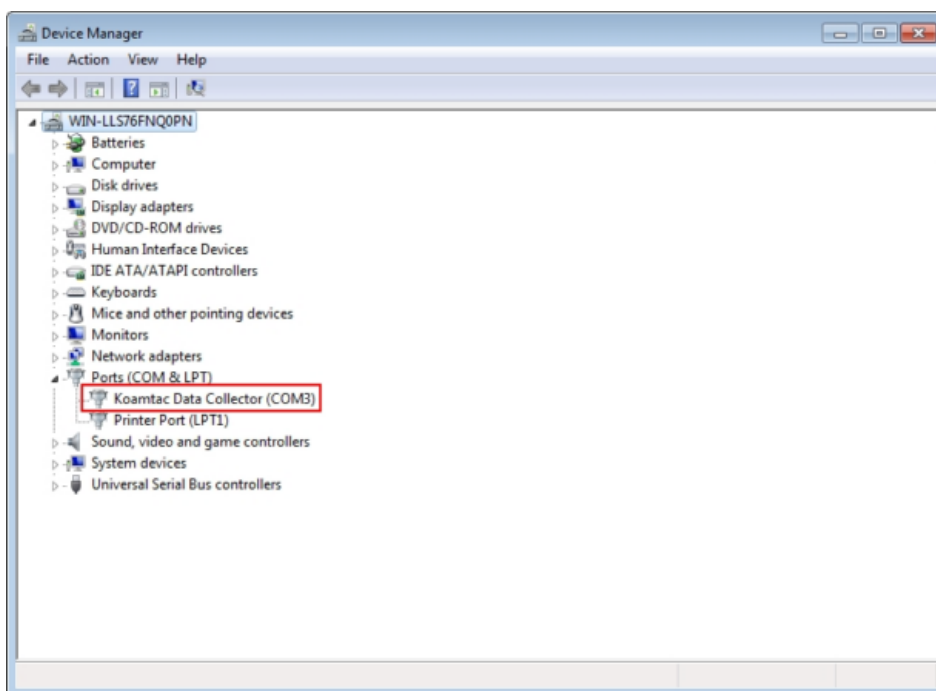 Device Manager
File Action View Help
WIN-LLS76FNQ0PN
Batteries
Computer
Disk drives
Display adapters
DVD/CD-ROM drives
Human Interface Devices
IDE ATA/ATAPI controllers
Keyboards
Mice and other pointing devices
Monitors
Network adapters
Ports (COM & LPT)
Koamtac Data Collector (COM3)
Printer Port (LPT1)
Sound, video and game controllers
System devices
Universal Serial Bus controllers